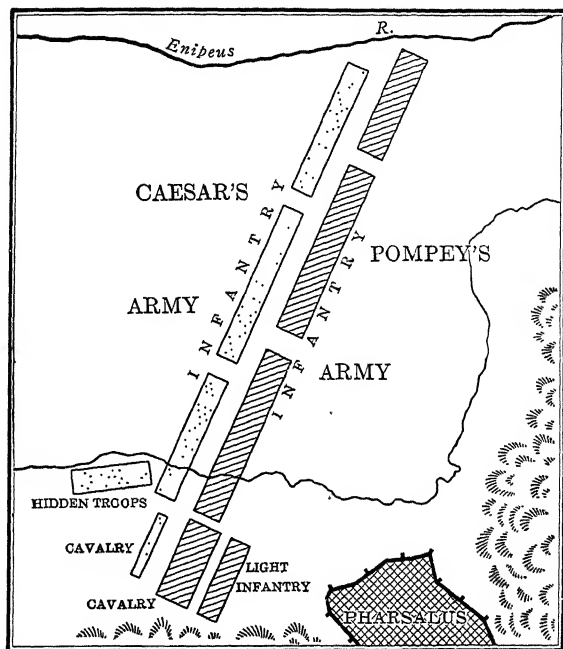 Enipeus R.
CAESAR'S
ARMY
INFANTRY
POMPEY'S
ARMY
INFANTRY
HIDDEN TROOPS
CAVALRY
CAVALRY
LIGHT
INFANTRY
PHARSALUS